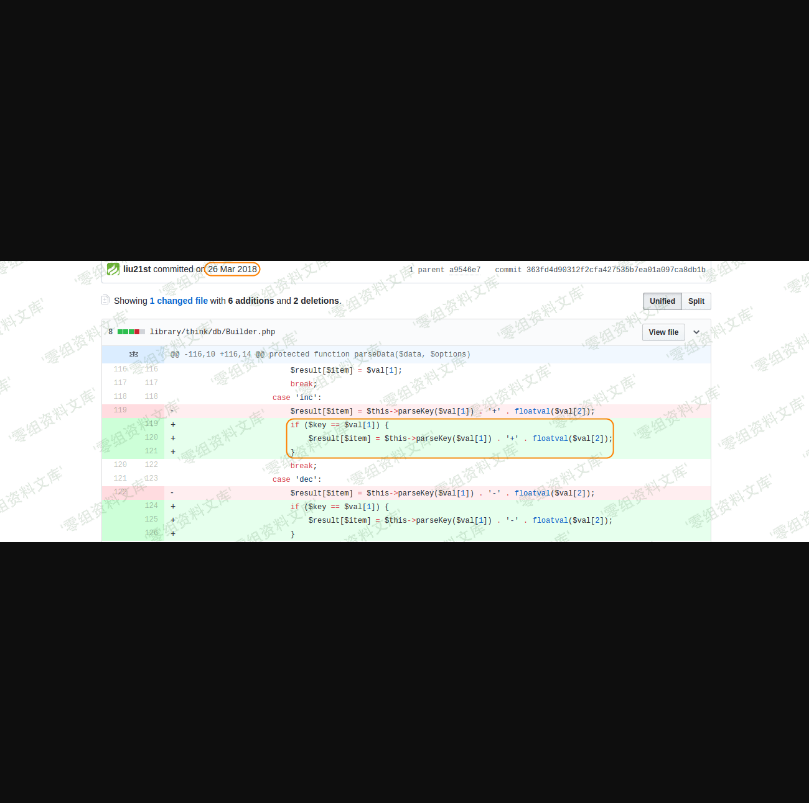 liu21st committed on 26 Mar 2018
1 parent a9546e7 commit 363fd4d90312f2cfa427535b7ea01a097ca8db1b
Showing 1 changed file with 6 additions and 2 deletions.
Unified Split
8 library/think/db/Builder.php
View file
@@ -116,10 +116,14 @@ protected function parseData($data, $options)
116 116 $result[$item] = $val[1];
117 117 break;
118 118 case 'inc':
119 - $result[$item] = $this->parseKey($val[1]) . '+' . floatval($val[2]);
119 + if ($key == $val[1]) {
120 + $result[$item] = $this->parseKey($val[1]) . '+' . floatval($val[2]);
121 + }
120 122 break;
121 123 case 'dec':
122 - $result[$item] = $this->parseKey($val[1]) . '-' . floatval($val[2]);
124 + if ($key == $val[1]) {
125 + $result[$item] = $this->parseKey($val[1]) . '-' . floatval($val[2]);
126 + }
'零组资料文库'